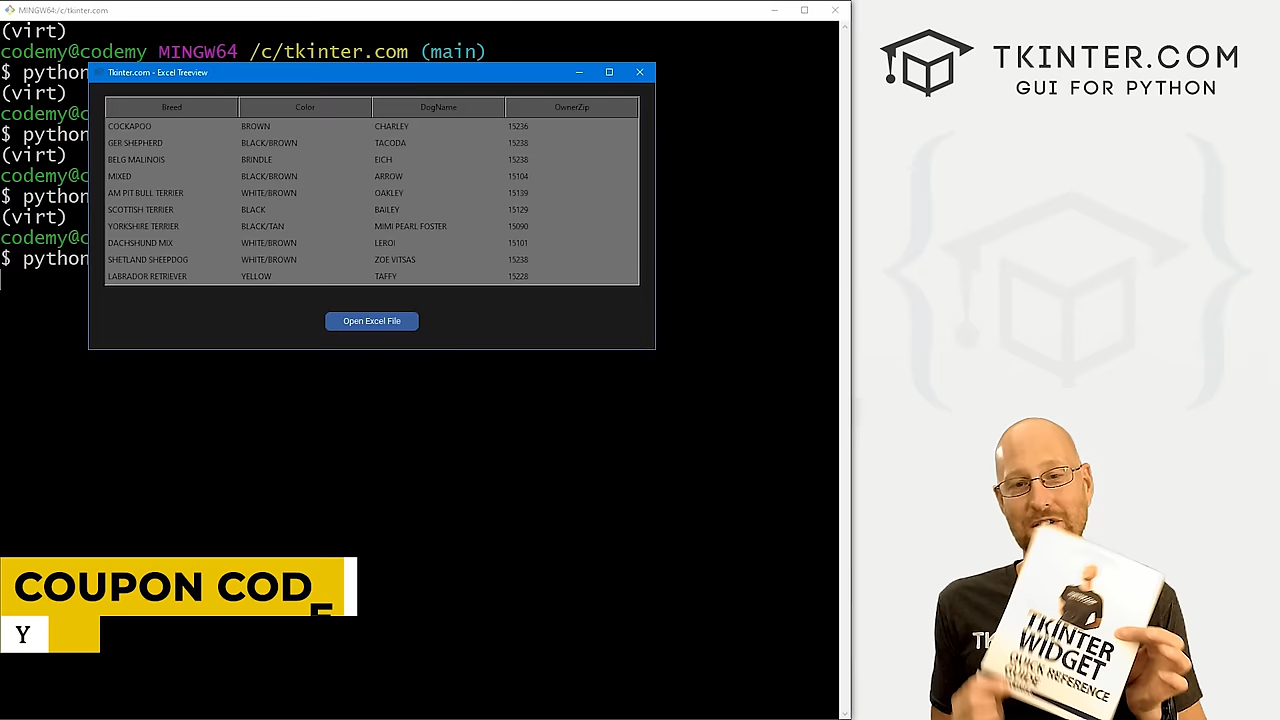 MINGW64:/c/tkinter.com
(virt)
codemy@codemy MINGW64 /c/tkinter.com (main)
$ python
(virt)
codemy@c
$ python
(virt)
codemy@c
$ python
(virt)
codemy@c
$ python
Tkinter.com - Excel Treeview
Breed Color DogName OwnerZip
COCKAPOO BROWN CHARLEY 15236
GER SHEPHERD BLACK/BROWN TACODA 15238
BELG MALINOIS BRINDLE EICH 15238
MIXED BLACK/BROWN ARROW 15104
AM PIT BULL TERRIER WHITE/BROWN OAKLEY 15139
SCOTTISH TERRIER BLACK BAILEY 15129
YORKSHIRE TERRIER BLACK/TAN MIMI PEARL FOSTER 15090
DACHSHUND MIX WHITE/BROWN LEROI 15101
SHETLAND SHEEPDOG WHITE/BROWN ZOE VITSAS 15238
LABRADOR RETRIEVER YELLOW TAFFY 15228
Open Excel File
COUPON CODE
Y
TKINTER.COM
GUI FOR PYTHON
TKINTER
WIDGET
QUICK REFERENCE
GUIDE